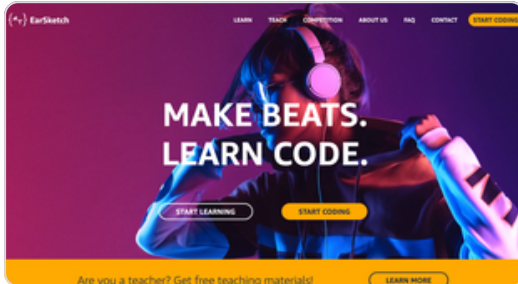 EarSketch
LEARN TEACH COMPETITION ABOUT US FAQ CONTACT START CODING
MAKE BEATS.
LEARN CODE.
START LEARNING START CODING
Are you a teacher? Get free teaching materials! LEARN MORE